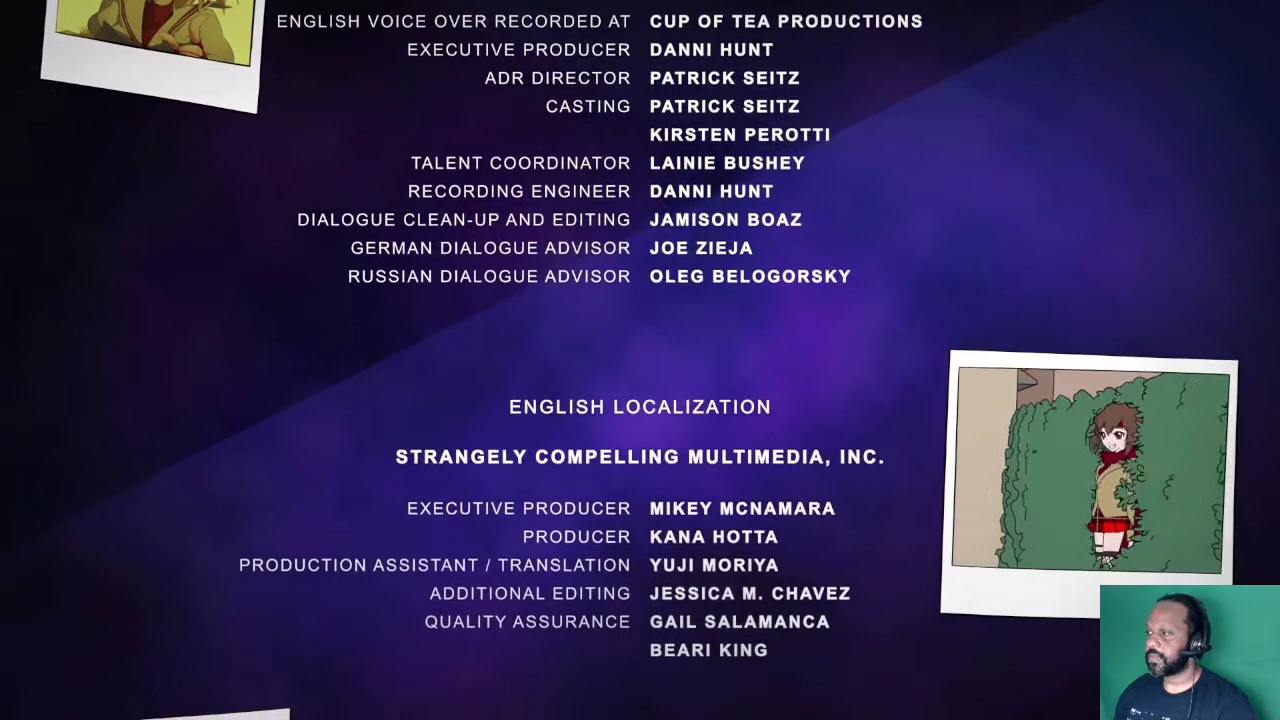 ENGLISH VOICE OVER RECORDED AT CUP OF TEA PRODUCTIONS
EXECUTIVE PRODUCER DANNI HUNT
ADR DIRECTOR PATRICK SEITZ
CASTING PATRICK SEITZ
KIRSTEN PEROTTI
TALENT COORDINATOR LAINIE BUSHEY
RECORDING ENGINEER DANNI HUNT
DIALOGUE CLEAN-UP AND EDITING JAMISON BOAZ
GERMAN DIALOGUE ADVISOR JOE ZIEJA
RUSSIAN DIALOGUE ADVISOR OLEG BELOGORSKY
ENGLISH LOCALIZATION
STRANGELY COMPELLING MULTIMEDIA, INC.
EXECUTIVE PRODUCER MIKEY MCNAMARA
PRODUCER KANA HOTTA
PRODUCTION ASSISTANT / TRANSLATION YUJI MORIYA
ADDITIONAL EDITING JESSICA M. CHAVEZ
QUALITY ASSURANCE GAIL SALAMANCA
BEARI KING